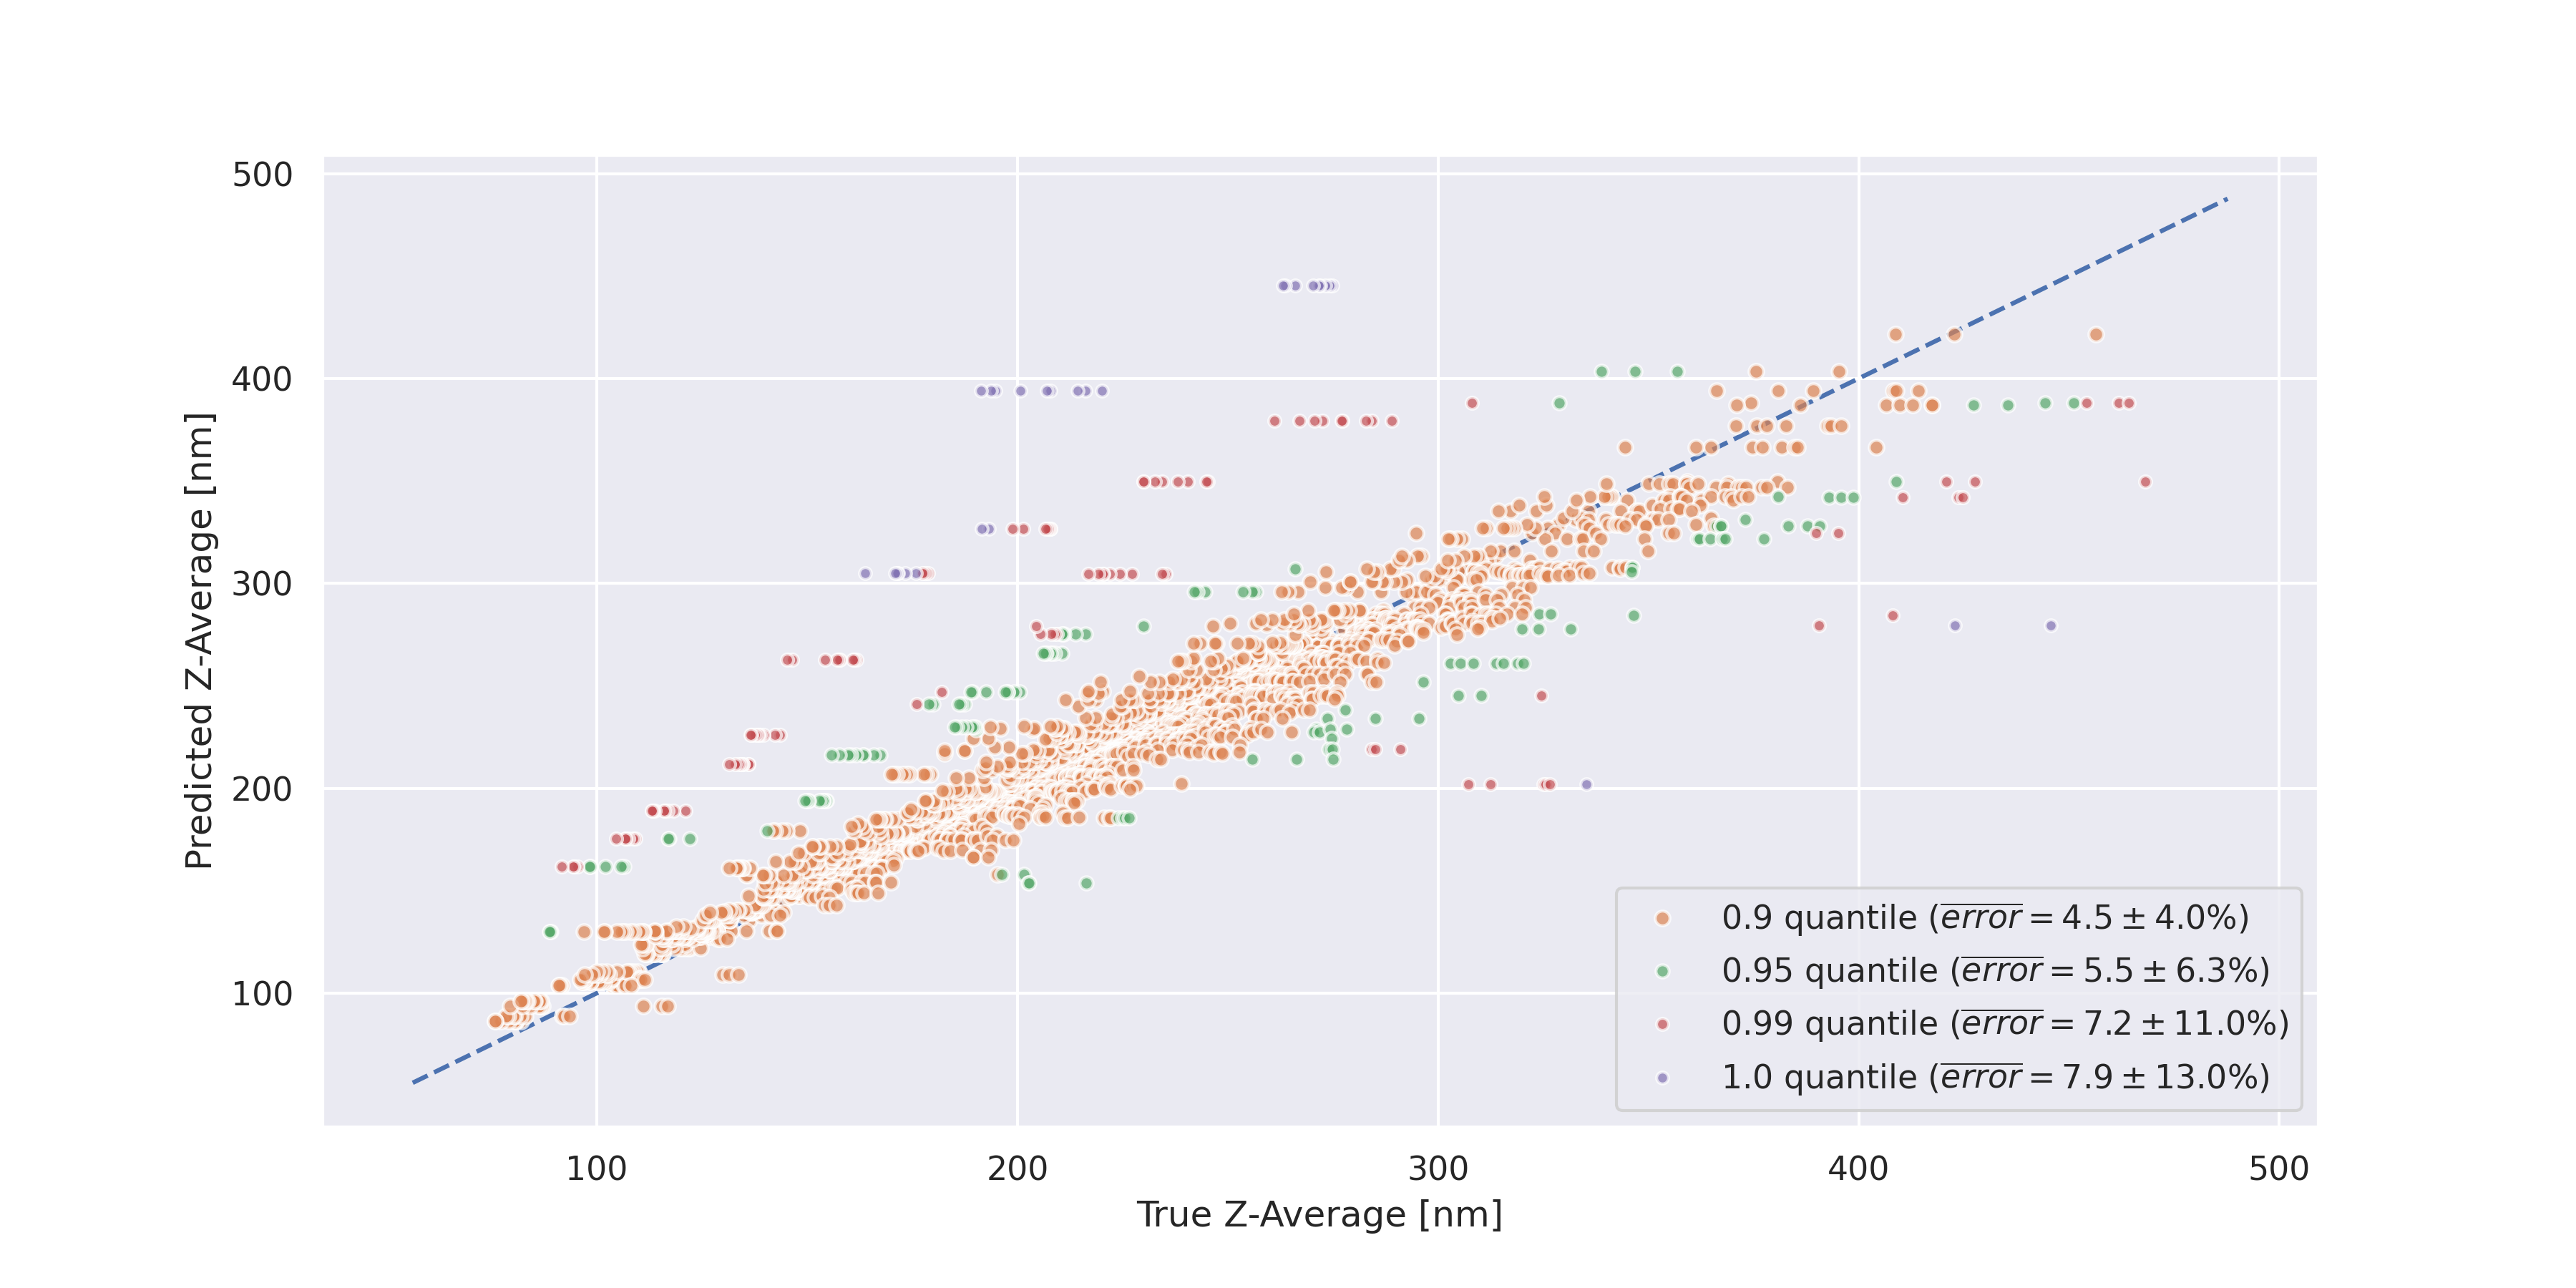 500
400
300
200
100
Predicted Z-Average [nm]
0.9 quantile (error = 4.5 ± 4.0%)
0.95 quantile (error = 5.5 ± 6.3%)
0.99 quantile (error = 7.2 ± 11.0%)
1.0 quantile (error = 7.9 ± 13.0%)
100 200 300 400 500
True Z-Average [nm]